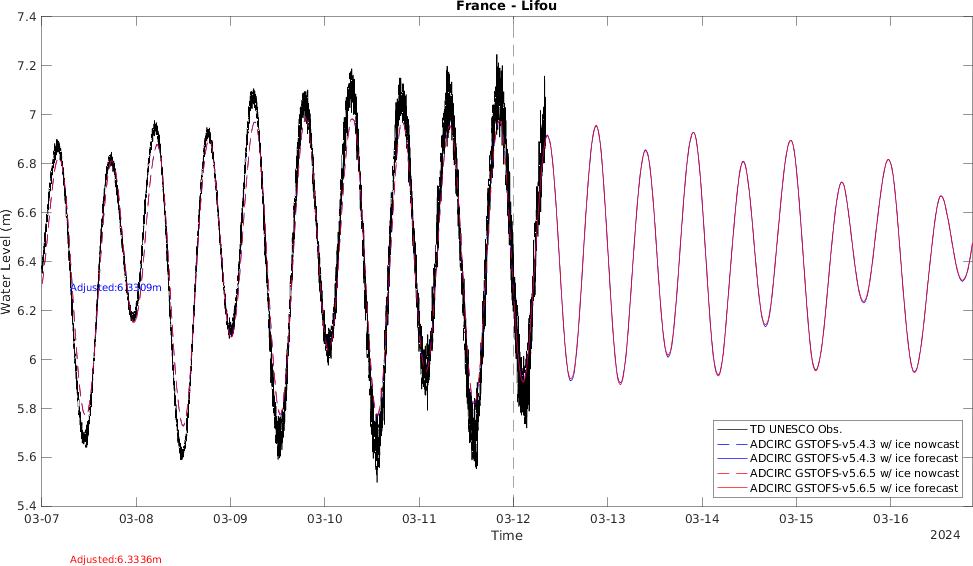 France - Lifou
7.4
7.2
7
6.8
6.6
6.4
6.2
6
5.8
5.6
5.4
Water Level (m)
Adjusted:6.3309m
TD UNESCO Obs.
ADCIRC GSTOFS-v5.4.3 w/ ice nowcast
ADCIRC GSTOFS-v5.4.3 w/ ice forecast
ADCIRC GSTOFS-v5.6.5 w/ ice nowcast
ADCIRC GSTOFS-v5.6.5 w/ ice forecast
03-07 03-08 03-09 03-10 03-11 03-12 03-13 03-14 03-15 03-16
Time
2024
Adjusted:6.3336m